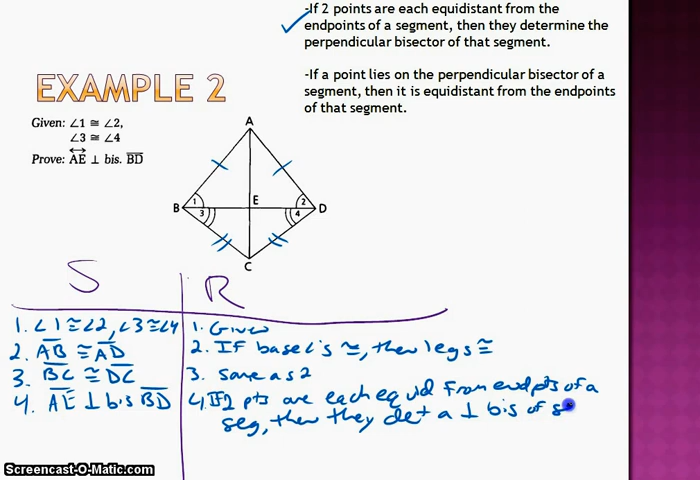 -If 2 points are each equidistant from the
endpoints of a segment, then they determine the
perpendicular bisector of that segment.
-If a point lies on the perpendicular bisector of a
segment, then it is equidistant from the endpoints
of that segment.
EXAMPLE 2
Given: ∠1 ≅ ∠2,
∠3 ≅ ∠4
Prove: AE ⊥ bis. BD
A
1
2
B
E
D
3
4
C
S R
1. ∠1 ≅ ∠2, ∠3 ≅ ∠4 1. Given
2. AB ≅ AD 2. If base ∠'s ≅, then legs ≅
3. BC ≅ DC 3. Same as 2
4. AE ⊥ bis BD 4. If 2 pts are each equid from endpts of a
seg, then they det a ⊥ bis of s
Screencast-O-Matic.com